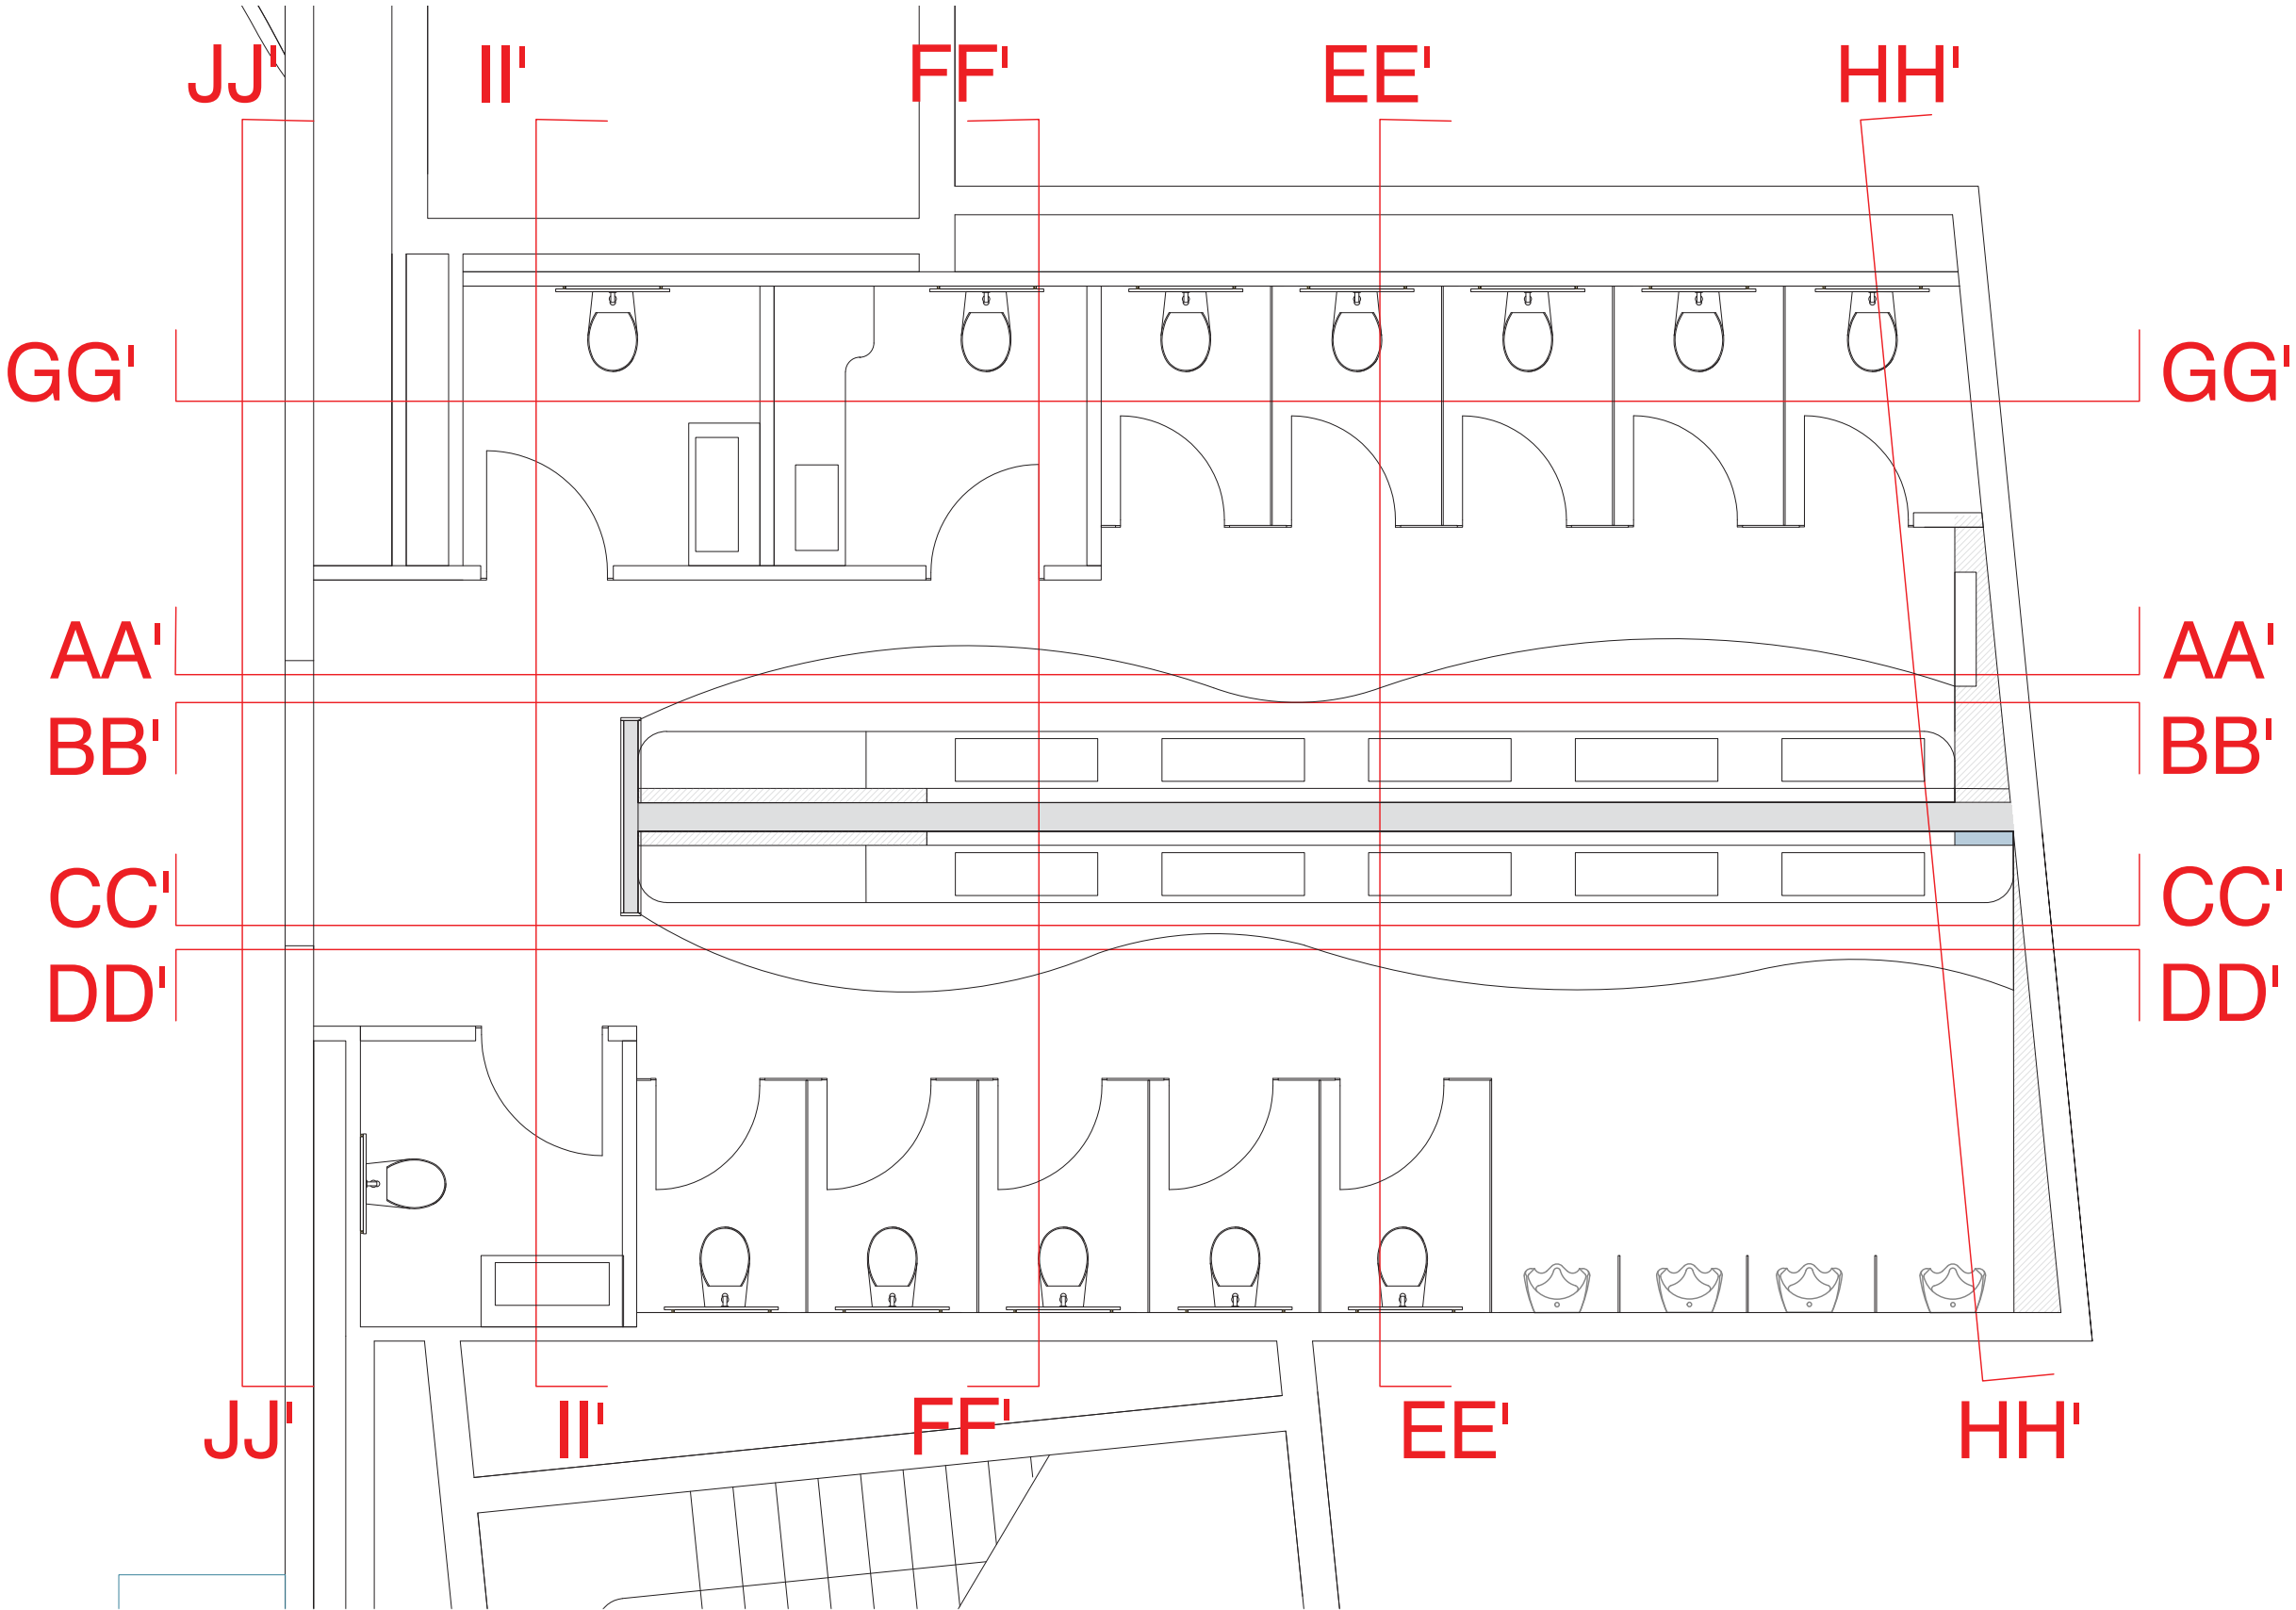 JJ' II' FF' EE' HH'
GG' GG'
AA' AA'
BB' BB'
CC' CC'
DD' DD'
JJ' II' FF' EE' HH'